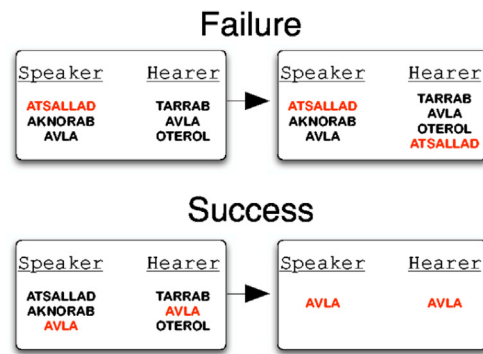 Failure
Speaker Hearer
ATSALLAD TARRAB
AKNORAB AVLA
AVLA OTEROL
Speaker Hearer
ATSALLAD TARRAB
AKNORAB AVLA
AVLA OTEROL
ATSALLAD
Success
Speaker Hearer
ATSALLAD TARRAB
AKNORAB AVLA
AVLA OTEROL
Speaker Hearer
AVLA AVLA